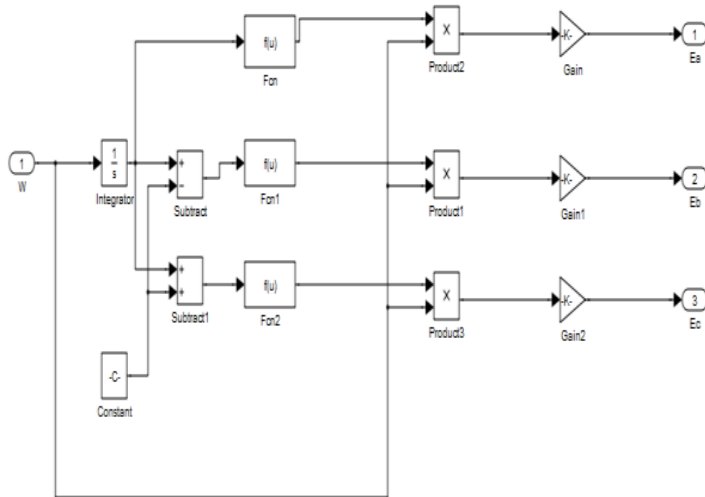 f(u)
Fcn
X
Product2
-K-
Gain
1
Ea
1
W
1
s
Integrator
+
−
Subtract
f(u)
Fcn1
X
Product1
-K-
Gain1
2
Eb
+
+
Subtract1
f(u)
Fcn2
X
Product3
-K-
Gain2
3
Ec
-C-
Constant